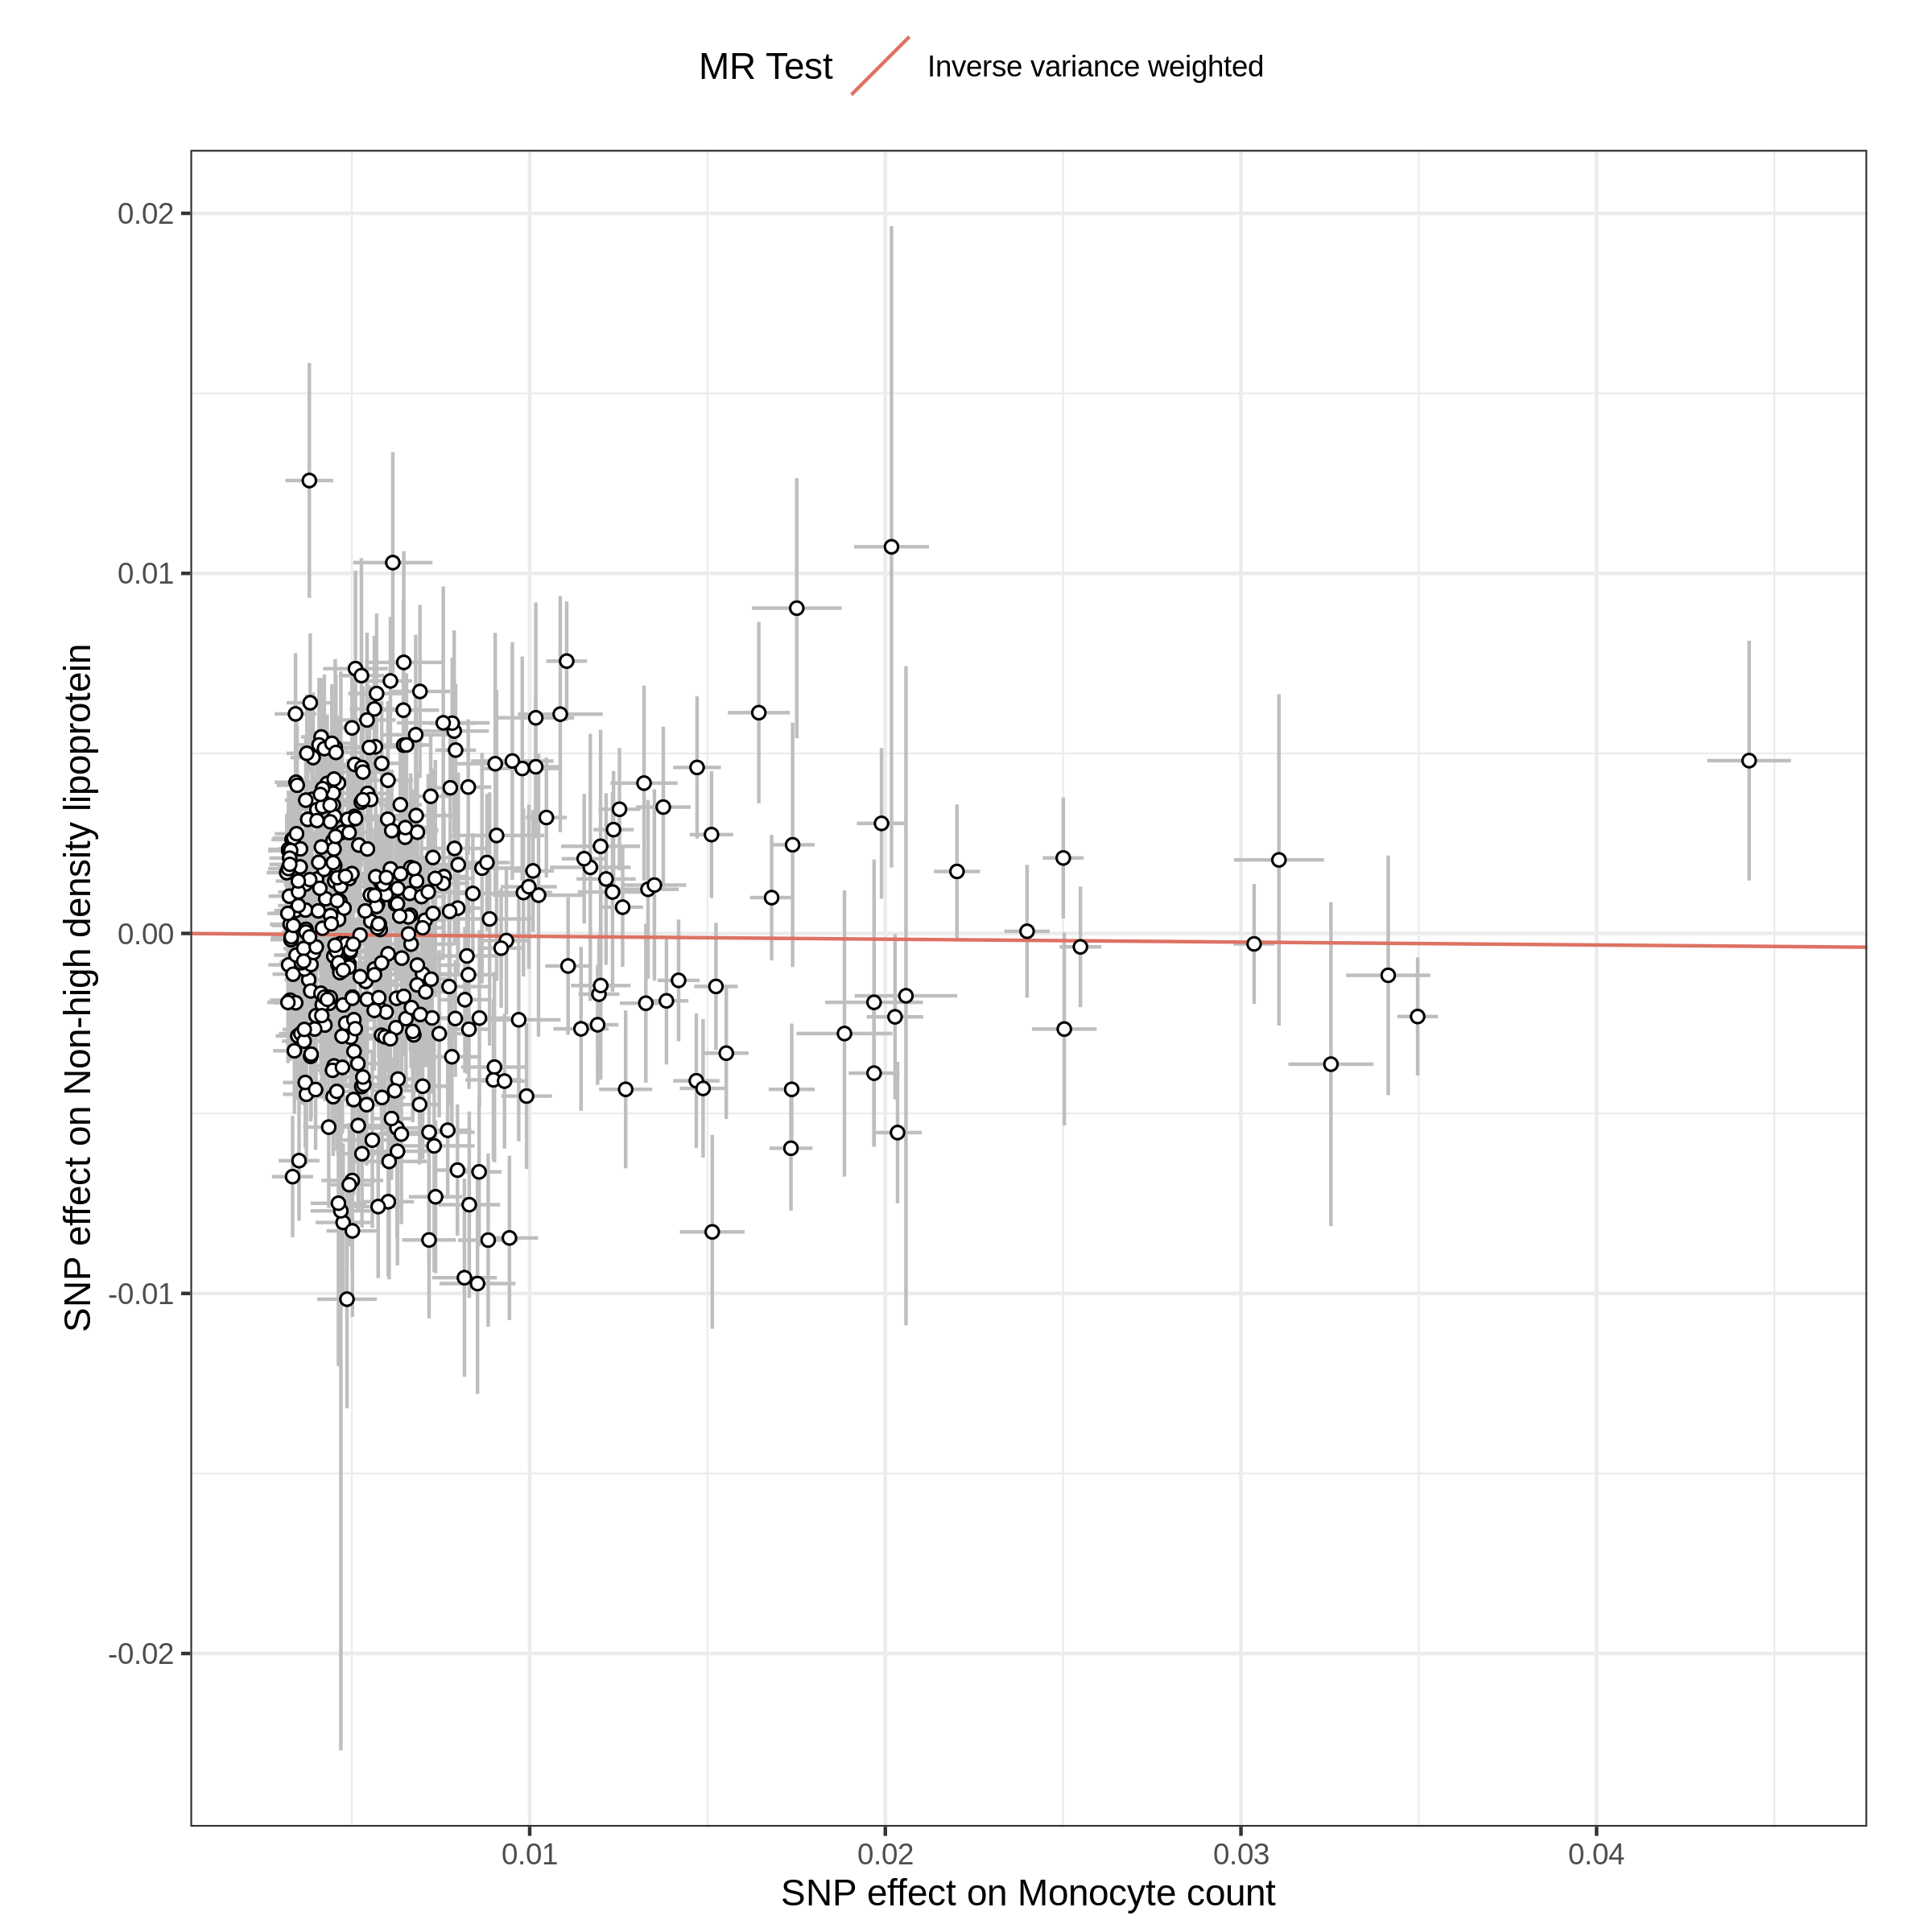 MR Test
Inverse variance weighted
0.02
0.01
0.00
-0.01
-0.02
SNP effect on Non-high density lipoprotein
0.01
0.02
0.03
0.04
SNP effect on Monocyte count